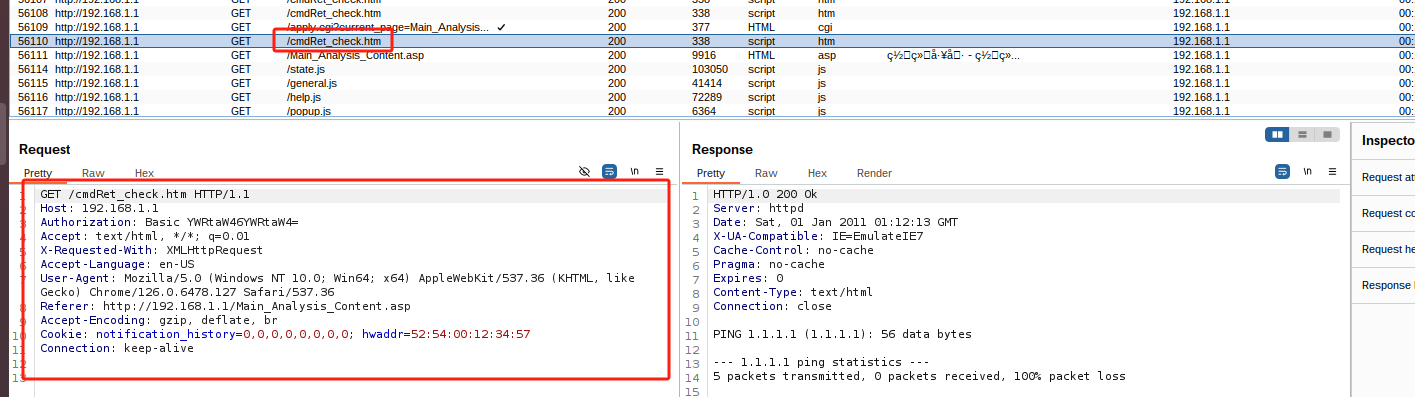 56107 http://192.168.1.1 GET /cmdRet_check.htm 200 338 script htm 192.168.1.1 00:
56108 http://192.168.1.1 GET /cmdRet_check.htm 200 338 script htm 192.168.1.1 00:
56109 http://192.168.1.1 GET /apply.cgi?current_page=Main_Analysis... ✓ 200 377 HTML cgi 192.168.1.1 00:
56110 http://192.168.1.1 GET /cmdRet_check.htm 200 338 script htm 192.168.1.1 00:
56111 http://192.168.1.1 GET /Main_Analysis_Content.asp 200 9916 HTML asp 192.168.1.1 00:
56114 http://192.168.1.1 GET /state.js 200 103050 script js 192.168.1.1 00:
56115 http://192.168.1.1 GET /general.js 200 41414 script js 192.168.1.1 00:
56116 http://192.168.1.1 GET /help.js 200 72289 script js 192.168.1.1 00:
56117 http://192.168.1.1 GET /popup.js 200 6364 script js 192.168.1.1 00:
Request
Pretty Raw Hex \n
1 GET /cmdRet_check.htm HTTP/1.1
2 Host: 192.168.1.1
3 Authorization: Basic YWRtaW46YWRtaW4=
4 Accept: text/html, */*; q=0.01
5 X-Requested-With: XMLHttpRequest
6 Accept-Language: en-US
7 User-Agent: Mozilla/5.0 (Windows NT 10.0; Win64; x64) AppleWebKit/537.36 (KHTML, like
Gecko) Chrome/126.0.6478.127 Safari/537.36
8 Referer: http://192.168.1.1/Main_Analysis_Content.asp
9 Accept-Encoding: gzip, deflate, br
10 Cookie: notification_history=0,0,0,0,0,0,0,0; hwaddr=52:54:00:12:34:57
11 Connection: keep-alive
12
13
Response
Pretty Raw Hex Render \n
1 HTTP/1.0 200 Ok
2 Server: httpd
3 Date: Sat, 01 Jan 2011 01:12:13 GMT
4 X-UA-Compatible: IE=EmulateIE7
5 Cache-Control: no-cache
6 Pragma: no-cache
7 Expires: 0
8 Content-Type: text/html
9 Connection: close
10
11 PING 1.1.1.1 (1.1.1.1): 56 data bytes
12
13 --- 1.1.1.1 ping statistics ---
14 5 packets transmitted, 0 packets received, 100% packet loss
15
Inspecto
Request att
Request co
Request he
Response